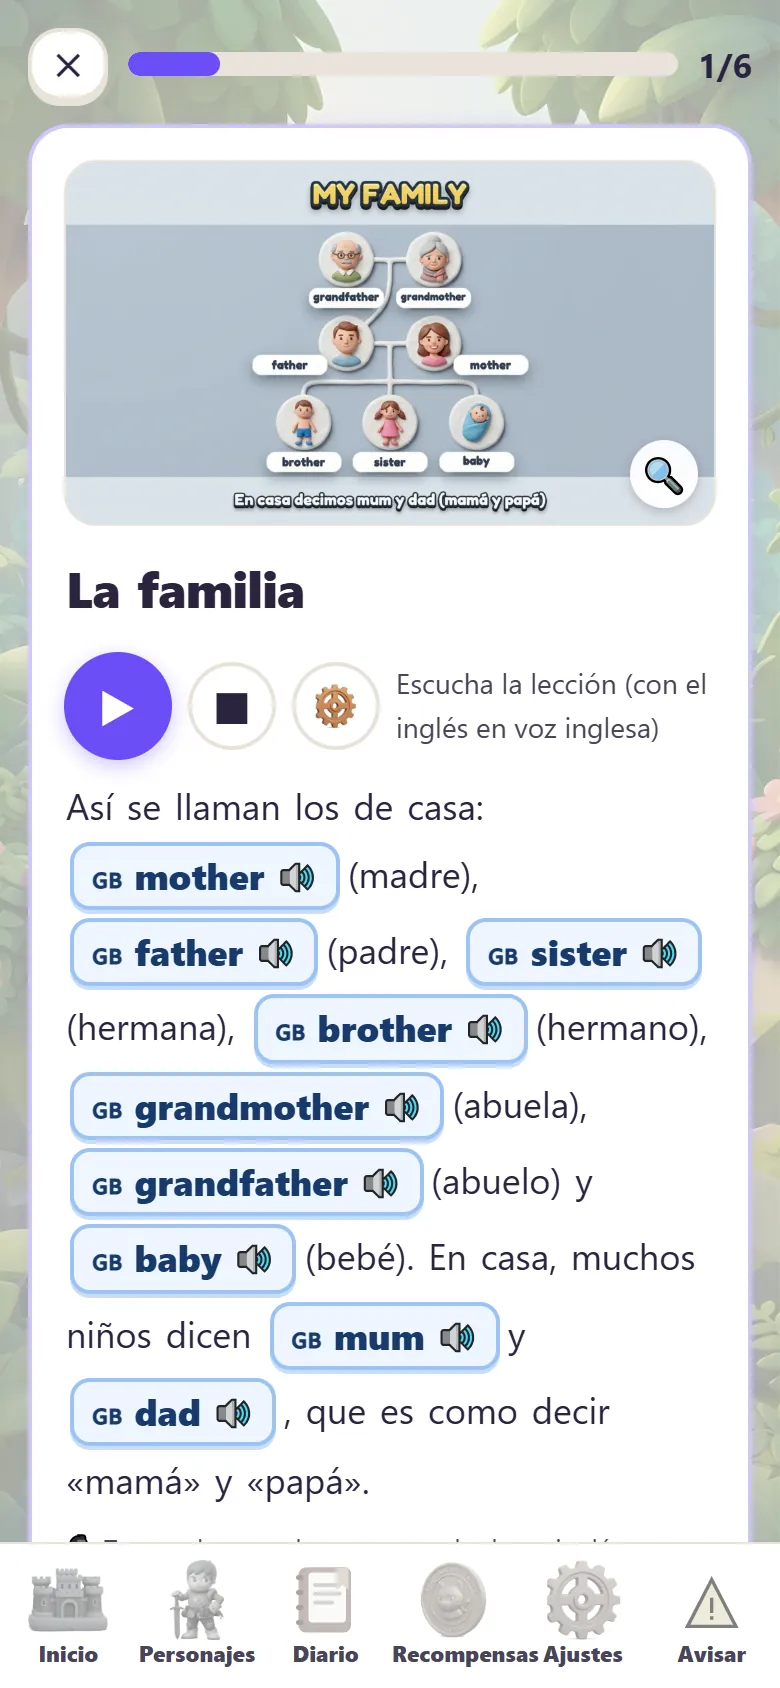 1/6
MY FAMILY
grandfather
grandmother
father
mother
brother
sister
baby
En casa decimos mum y dad (mamá y papá)
La familia
Escucha la lección (con el
inglés en voz inglesa)
Así se llaman los de casa:
GB mother (madre),
GB father (padre), GB sister
(hermana), GB brother (hermano),
GB grandmother (abuela),
GB grandfather (abuelo) y
GB baby (bebé). En casa, muchos
niños dicen GB mum y
GB dad , que es como decir
«mamá» y «papá».
Inicio
Personajes
Diario
Recompensas
Ajustes
Avisar